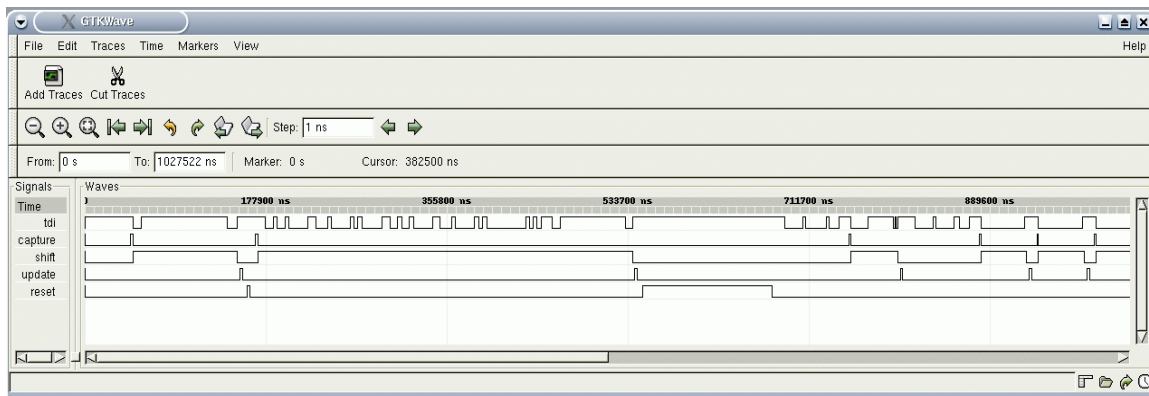 GTKWave
File Edit Traces Time Markers View Help
Add Traces Cut Traces
Step: 1 ns
From: 0 s To: 1027522 ns Marker: 0 s Cursor: 382500 ns
Signals Waves
Time 177900 ns 355800 ns 533700 ns 711700 ns 889600 ns
tdi
capture
shift
update
reset